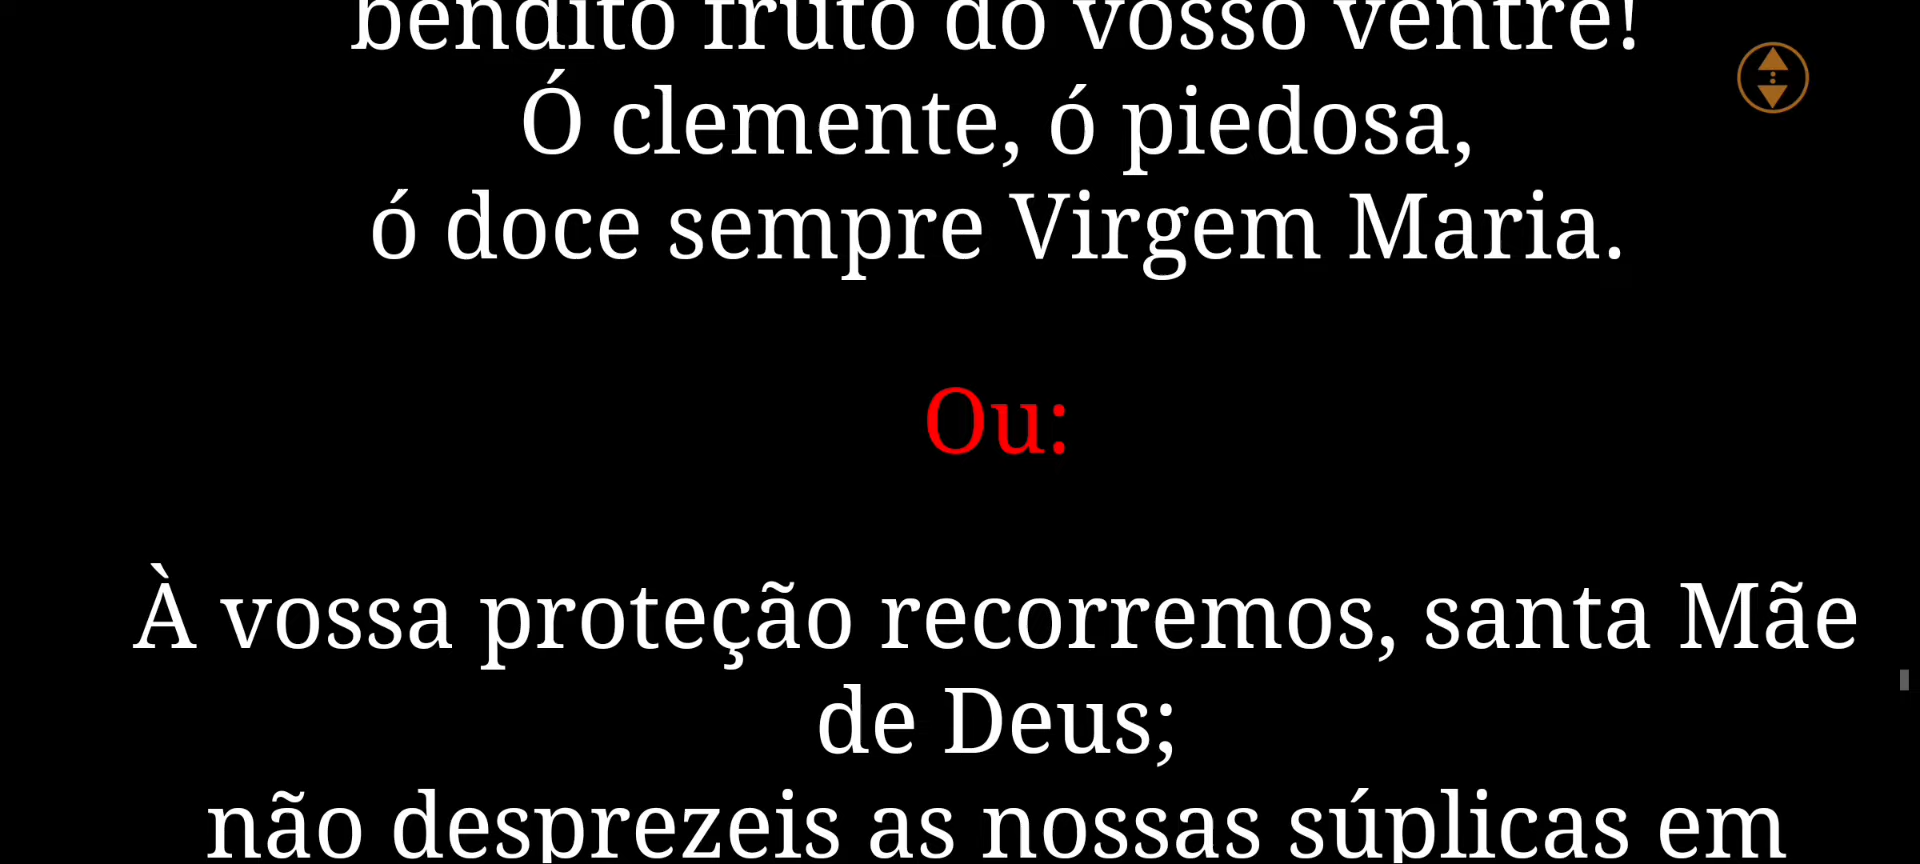 bendito fruto do vosso ventre!
Ó clemente, ó piedosa,
ó doce sempre Virgem Maria.
Ou:
À vossa proteção recorremos, santa Mãe
de Deus;
não desprezeis as nossas súplicas em